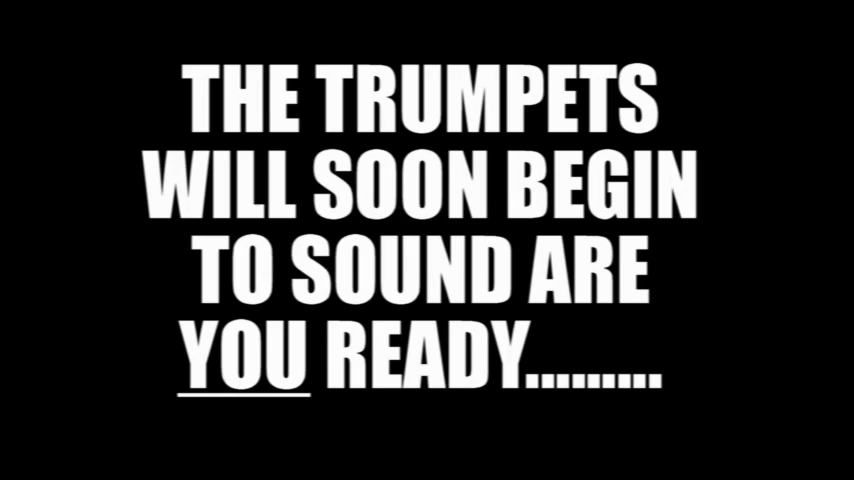 THE TRUMPETS
WILL SOON BEGIN
TO SOUND ARE
YOU READY.........